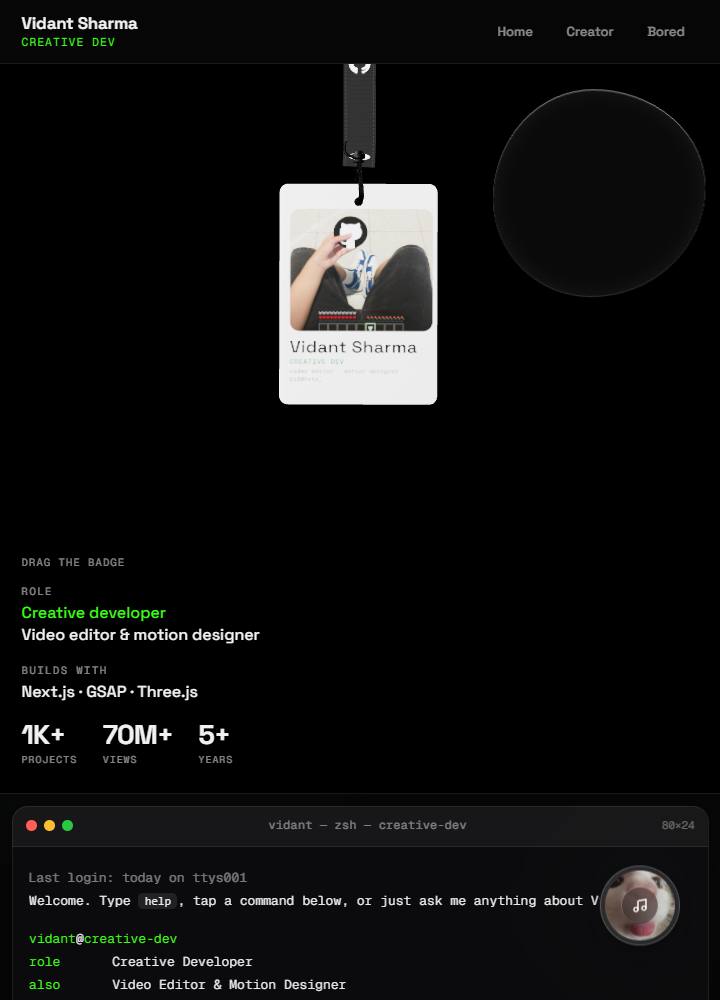 Vidant Sharma
CREATIVE DEV
Home
Creator
Bored
Vidant Sharma
CREATIVE DEV
DRAG THE BADGE
ROLE
Creative developer
Video editor & motion designer
BUILDS WITH
Next.js · GSAP · Three.js
1K+ 70M+ 5+
PROJECTS VIEWS YEARS
vidant — zsh — creative-dev
80×24
Last login: today on ttys001
Welcome. Type help, tap a command below, or just ask me anything about V
vidant@creative-dev
role Creative Developer
also Video Editor & Motion Designer